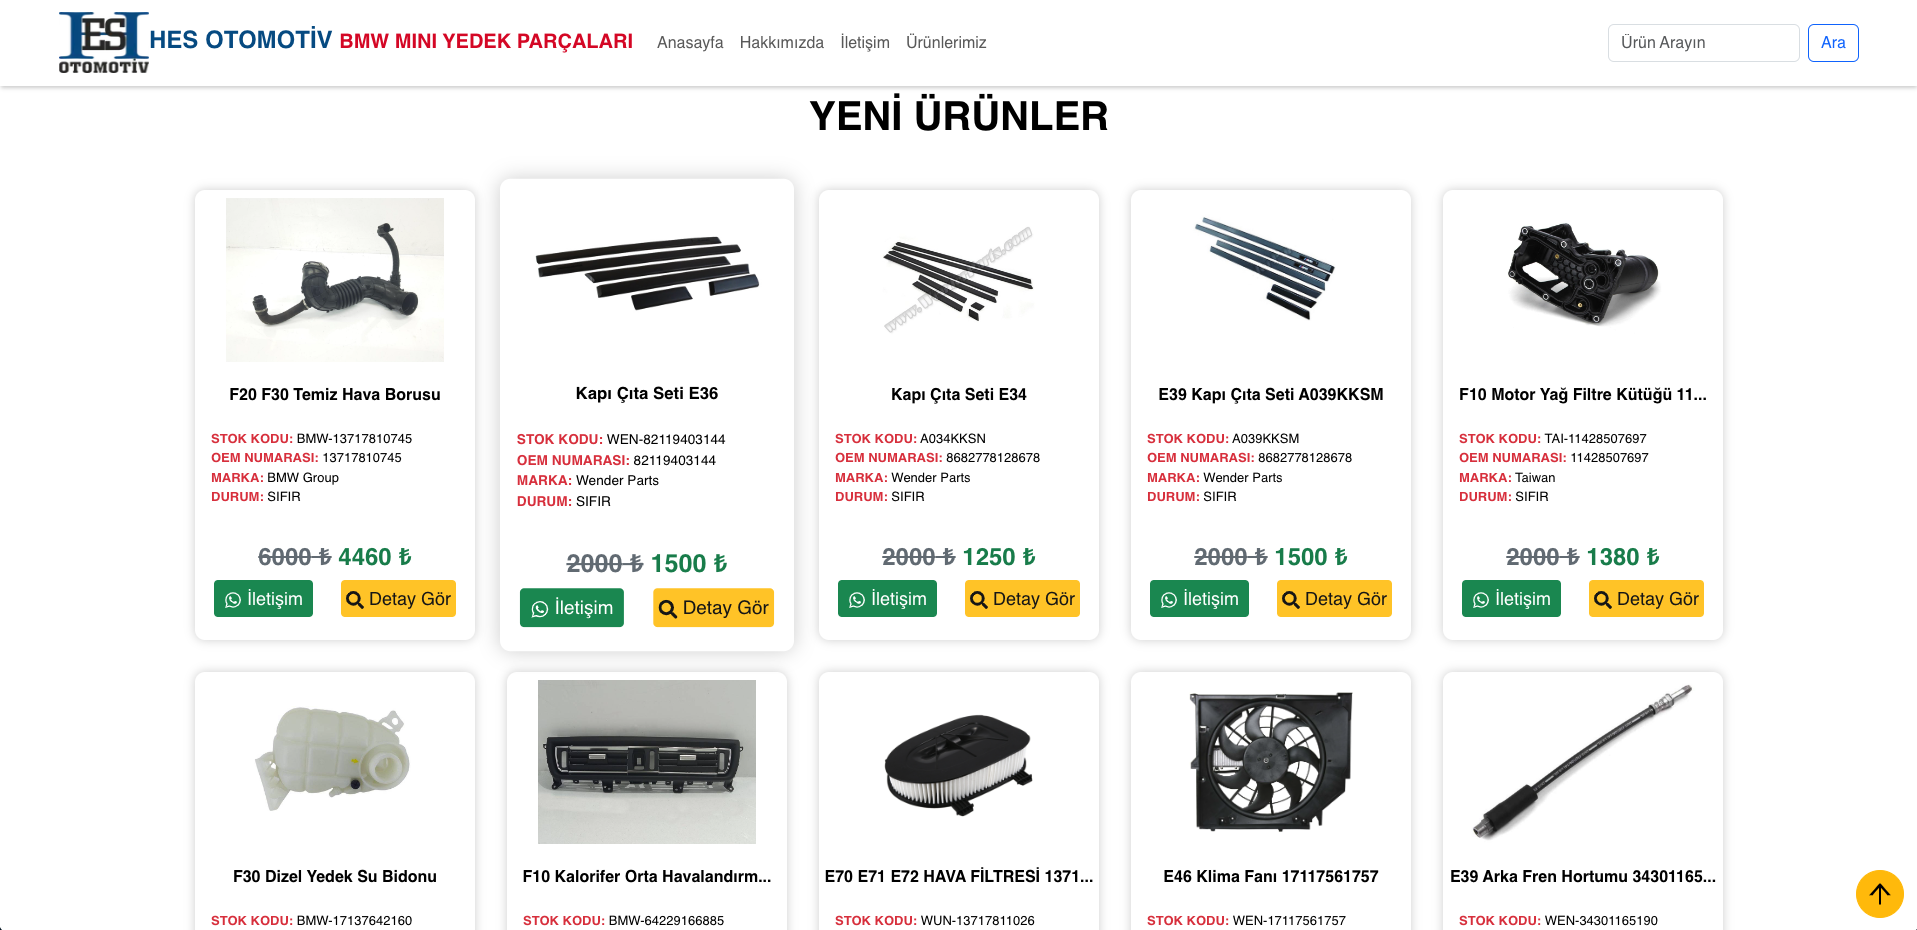 HES OTOMOTİV
HES OTOMOTİV BMW MINI YEDEK PARÇALARI
Anasayfa Hakkımızda İletişim Ürünlerimiz
Ürün Arayın
Ara
YENİ ÜRÜNLER
F20 F30 Temiz Hava Borusu
STOK KODU: BMW-13717810745
OEM NUMARASI: 13717810745
MARKA: BMW Group
DURUM: SIFIR
6000 ₺ 4460 ₺
İletişim
Detay Gör
Kapı Çıta Seti E36
STOK KODU: WEN-82119403144
OEM NUMARASI: 82119403144
MARKA: Wender Parts
DURUM: SIFIR
2000 ₺ 1500 ₺
İletişim
Detay Gör
Kapı Çıta Seti E34
STOK KODU: A034KKSN
OEM NUMARASI: 8682778128678
MARKA: Wender Parts
DURUM: SIFIR
2000 ₺ 1250 ₺
İletişim
Detay Gör
E39 Kapı Çıta Seti A039KKSM
STOK KODU: A039KKSM
OEM NUMARASI: 8682778128678
MARKA: Wender Parts
DURUM: SIFIR
2000 ₺ 1500 ₺
İletişim
Detay Gör
F10 Motor Yağ Filtre Kütüğü 11...
STOK KODU: TAI-11428507697
OEM NUMARASI: 11428507697
MARKA: Taiwan
DURUM: SIFIR
2000 ₺ 1380 ₺
İletişim
Detay Gör
F30 Dizel Yedek Su Bidonu
STOK KODU: BMW-17137642160
F10 Kalorifer Orta Havalandırm...
STOK KODU: BMW-64229166885
E70 E71 E72 HAVA FİLTRESİ 1371...
STOK KODU: WUN-13717811026
E46 Klima Fanı 17117561757
STOK KODU: WEN-17117561757
E39 Arka Fren Hortumu 34301165...
STOK KODU: WEN-34301165190